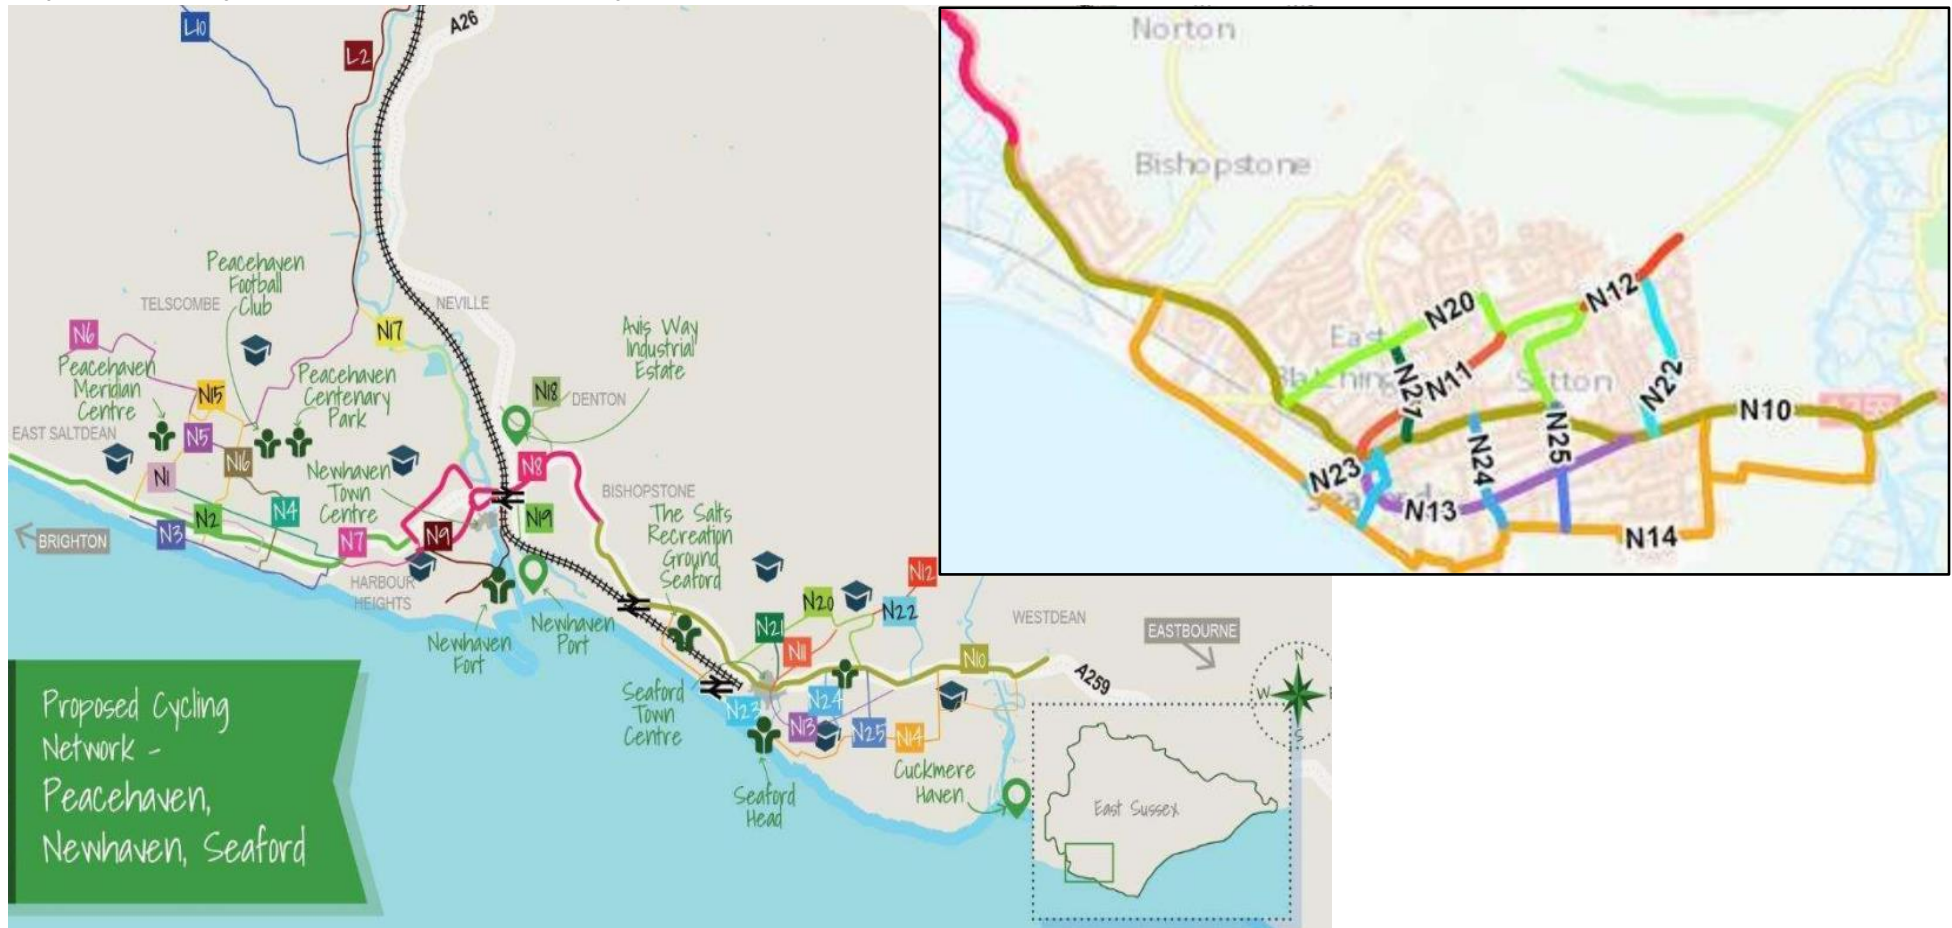 L10
L2
A26
Peacehaven
Football
Club
TELSCOMBE
NEVILLE
N6
N17
Avis Way
Industrial
Estate
Peacehaven
Meridian
Centre
N15
Peacehaven
Centenary
Park
N18
DENTON
EAST SALTDEAN
N5
N16
N1
Newhaven
Town
Centre
N8
BISHOPSTONE
N2
N4
N19
The Salts
Recreation
Ground
Seaford
BRIGHTON
N3
N7
N9
HARBOUR
HEIGHTS
Newhaven
Fort
Newhaven
Port
N12
N20
N22
N21
N11
WESTDEAN
EASTBOURNE
N10
A259
Seaford
Town
Centre
N23
N24
N13
N25
N14
Seaford
Head
Cuckmere
Haven
N
W
S
East Sussex
Proposed Cycling
Network -
Peacehaven,
Newhaven, Seaford
Norton
Bishopstone
N12
N20
East
N11
Sutton
N22
N10
N25
N24
N23
N13
N14